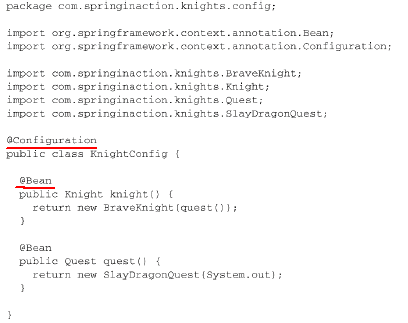 package com.springinaction.knights.config;
import org.springframework.context.annotation.Bean;
import org.springframework.context.annotation.Configuration;
import com.springinaction.knights.BraveKnight;
import com.springinaction.knights.Knight;
import com.springinaction.knights.Quest;
import com.springinaction.knights.SlayDragonQuest;
@Configuration
public class KnightConfig {
@Bean
public Knight knight() {
return new BraveKnight(quest());
}
@Bean
public Quest quest() {
return new SlayDragonQuest(System.out);
}
}